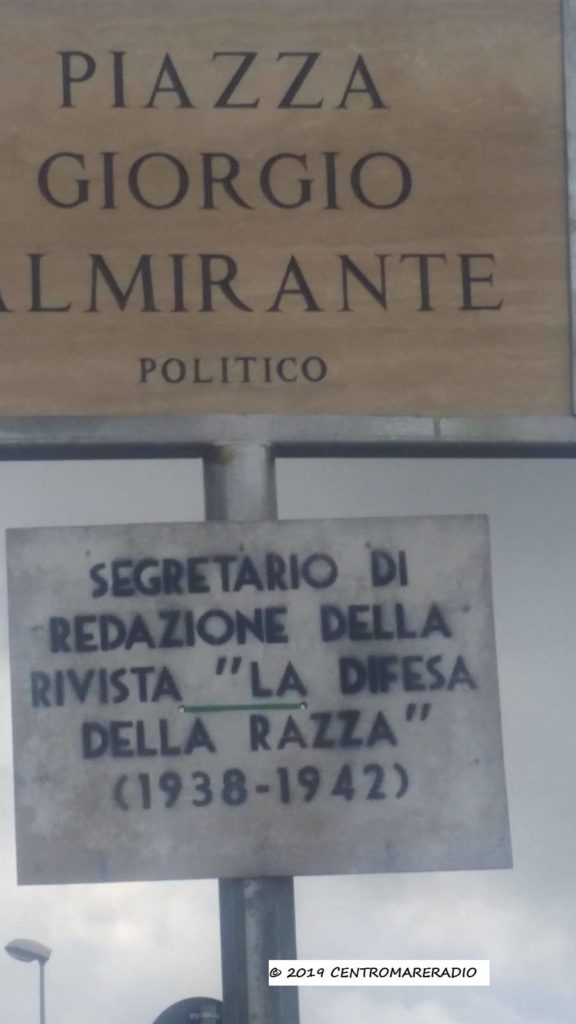 PIAZZA
GIORGIO
ALMIRANTE
POLITICO
SEGRETARIO DI
REDAZIONE DELLA
RIVISTA "LA DIFESA
DELLA RAZZA"
(1938-1942)
© 2019 CENTROMARERADIO